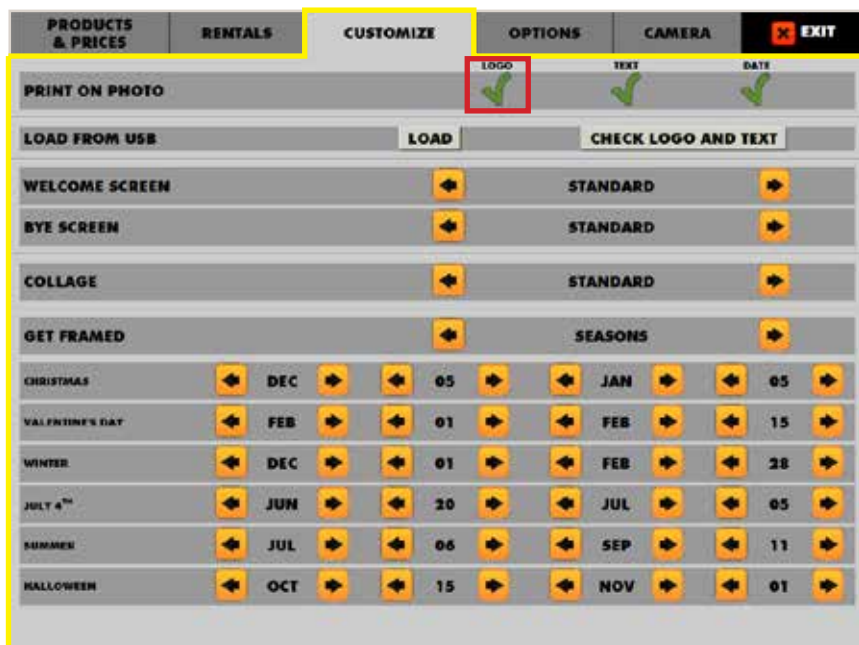 PRODUCTS & PRICES RENTALS CUSTOMIZE OPTIONS CAMERA X EXIT
LOGO TEXT DATE
PRINT ON PHOTO
LOAD FROM USB LOAD CHECK LOGO AND TEXT
WELCOME SCREEN STANDARD
BYE SCREEN STANDARD
COLLAGE STANDARD
GET FRAMED SEASONS
CHRISTMAS DEC 05 JAN 05
VALENTINE'S DAY FEB 01 FEB 15
WINTER DEC 01 FEB 28
JULY 4TH JUN 20 JUL 05
SUMMER JUL 06 SEP 11
HALLOWEEN OCT 15 NOV 01